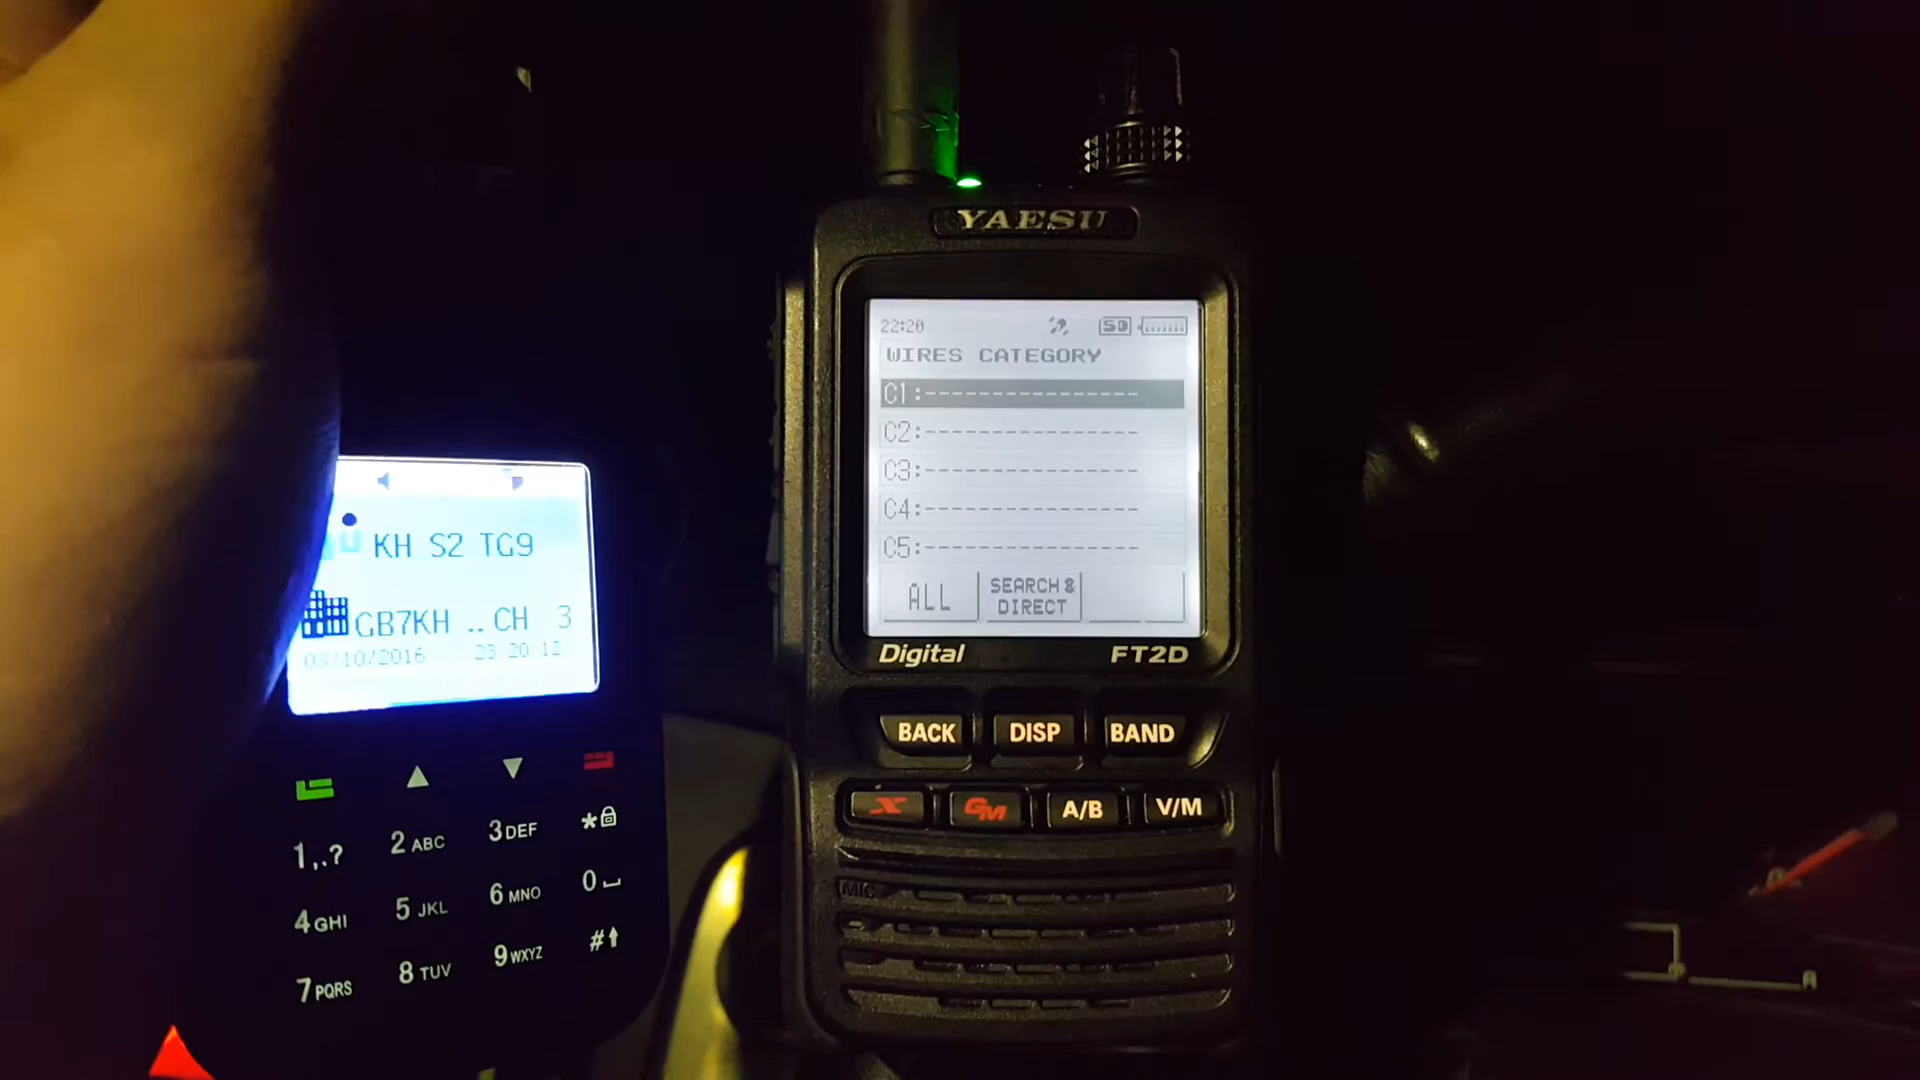 KH S2 TG9
GB7KH .. CH 3
03/10/2016 23 20 12
1,.?
2 ABC
3 DEF
*
4 GHI
5 JKL
6 MNO
0
7 PQRS
8 TUV
9 WXYZ
#
YAESU
22:20 SD
WIRES CATEGORY
C1:----------------
C2:----------------
C3:----------------
C4:----------------
C5:----------------
ALL
SEARCH &
DIRECT
Digital FT2D
BACK DISP BAND
X GM A/B V/M
MIC